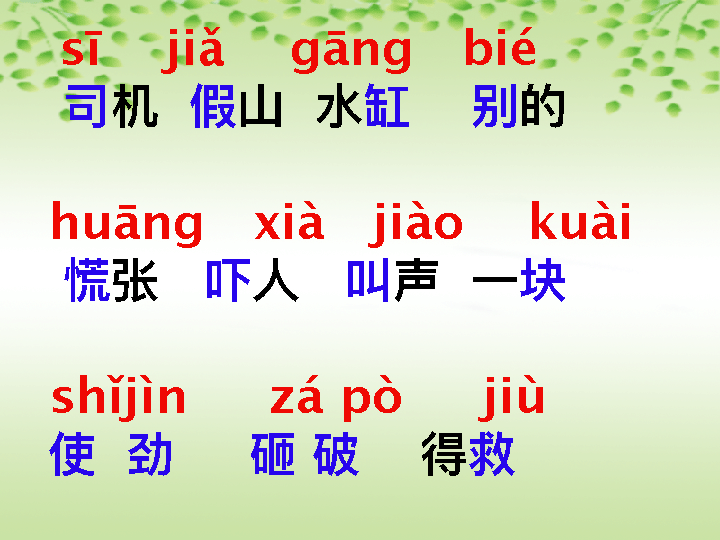 sī jiǎ gāng bié
司机 假山 水缸 别的
huāng xià jiào kuài
慌张 吓人 叫声 一块
shǐjìn zá pò jiù
使 劲 砸 破 得救